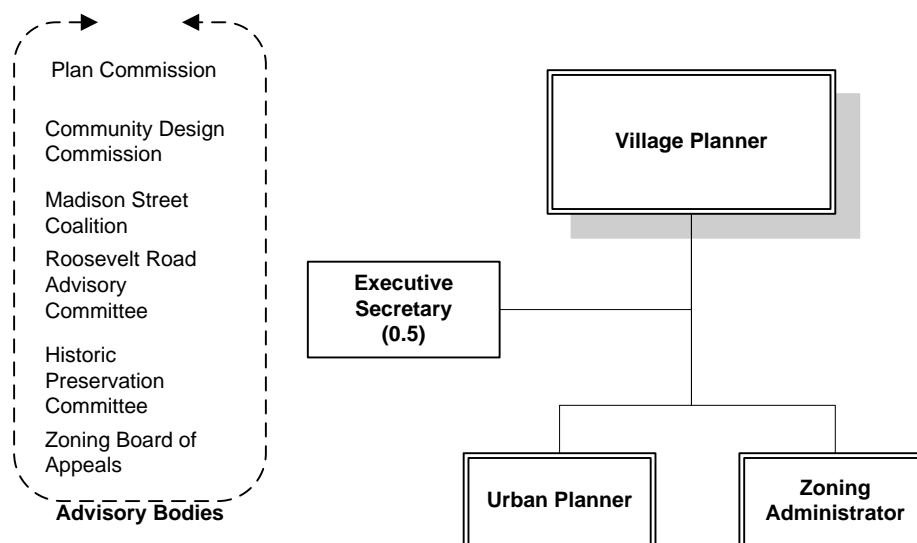 Plan Commission
Community Design
Commission
Madison Street
Coalition
Roosevelt Road
Advisory
Committee
Historic
Preservation
Committee
Zoning Board of
Appeals
Advisory Bodies
Village Planner
Executive
Secretary
(0.5)
Urban Planner
Zoning
Administrator